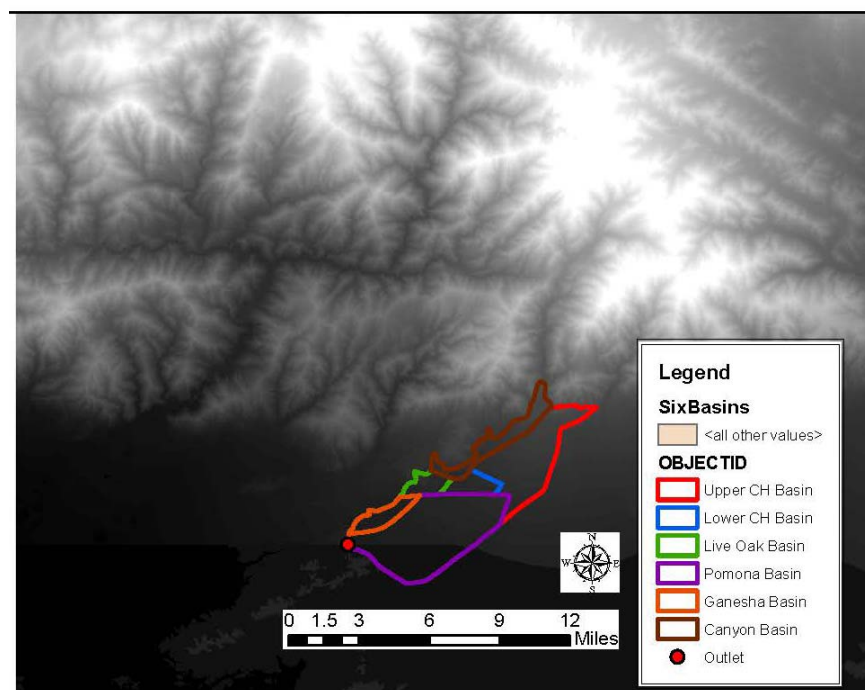 Legend
SixBasins
<all other values>
OBJECTID
Upper CH Basin
Lower CH Basin
Live Oak Basin
Pomona Basin
Ganesha Basin
Canyon Basin
Outlet
N
W E
S
0 1.5 3 6 9 12
Miles